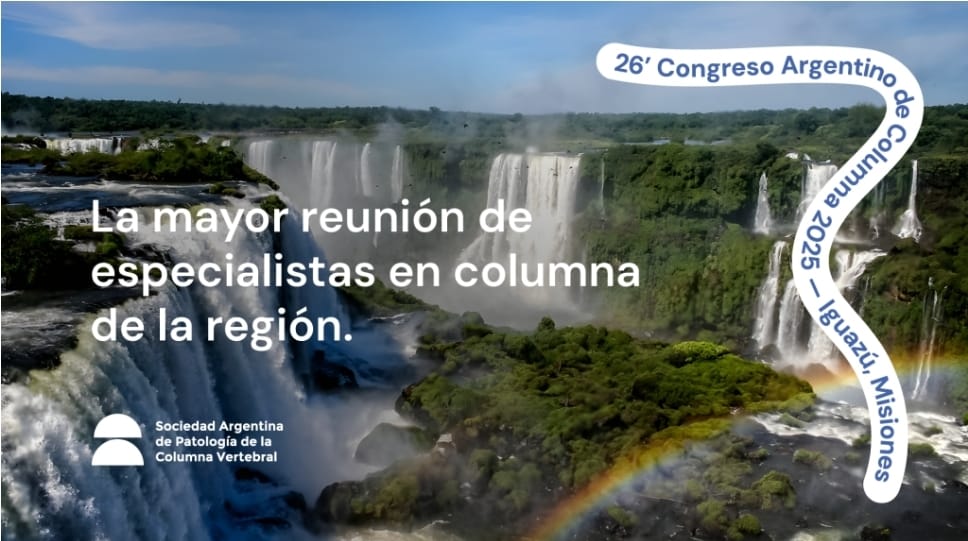 26' Congreso Argentino de Columna 2025 — Iguazú, Misiones
La mayor reunión de
especialistas en columna
de la región.
Sociedad Argentina
de Patología de la
Columna Vertebral